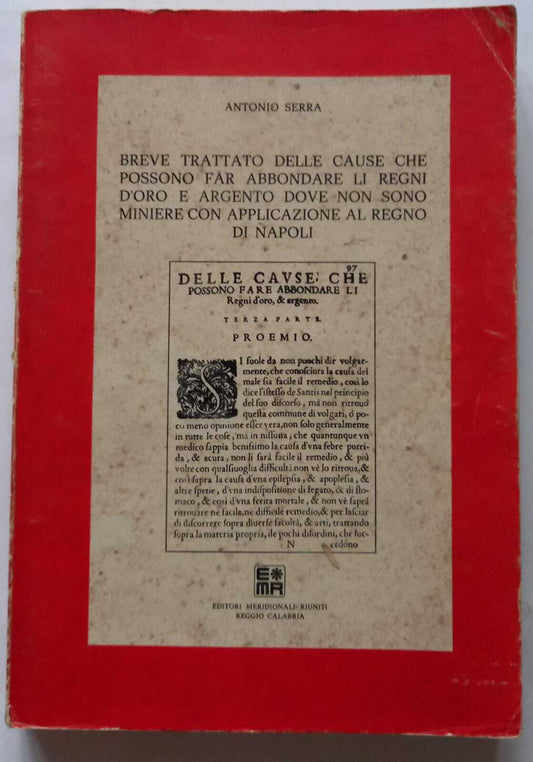 ANTONIO SERRA
BREVE TRATTATO DELLE CAUSE CHE
POSSONO FAR ABBONDARE LI REGNI
D'ORO E ARGENTO DOVE NON SONO
MINIERE CON APPLICAZIONE AL REGNO
DI NAPOLI
97
DELLE CAVSE, CHE
POSSONO FARE ABBONDARE LI
Regni d'oro, & argento.
TERZA PARTE.
PROEMIO.
SI suole da non puochi dir volgar-
mente, che conosciuta la causa del
male sia facile il remedio, così lo
dice l'istesso de Santis nel principio
del suo discorso, ma non ritrouo
questa commune di volgari, ò po-
co meno opinione esser vera, non solo generalmente
in tutte le cose, ma in nissuna; che quantunque vn
medico sappia benissimo la causa d'vna febre putri-
da, & acuta, non li sarà facile il remedio, & più
volte con qualsiuoglia difficultà non vè lo ritroua, &
così sapra la causa d'vna epilepsia, & apoplesia, &
altre spetie, d'vna indispositione di fegato, & di sto-
maco, & così d'vna ferita mortale, & non vè saprà
ritrouare ne facile, ne difficile remedio, & per lasciar
di discorrere sopra diuerse facoltà, & arti, trattando
sopra la materia propria, de pochi disordini, che suc-
N cedono
E MR
EDITORI MERIDIONALI RIUNITI
REGGIO CALABRIA